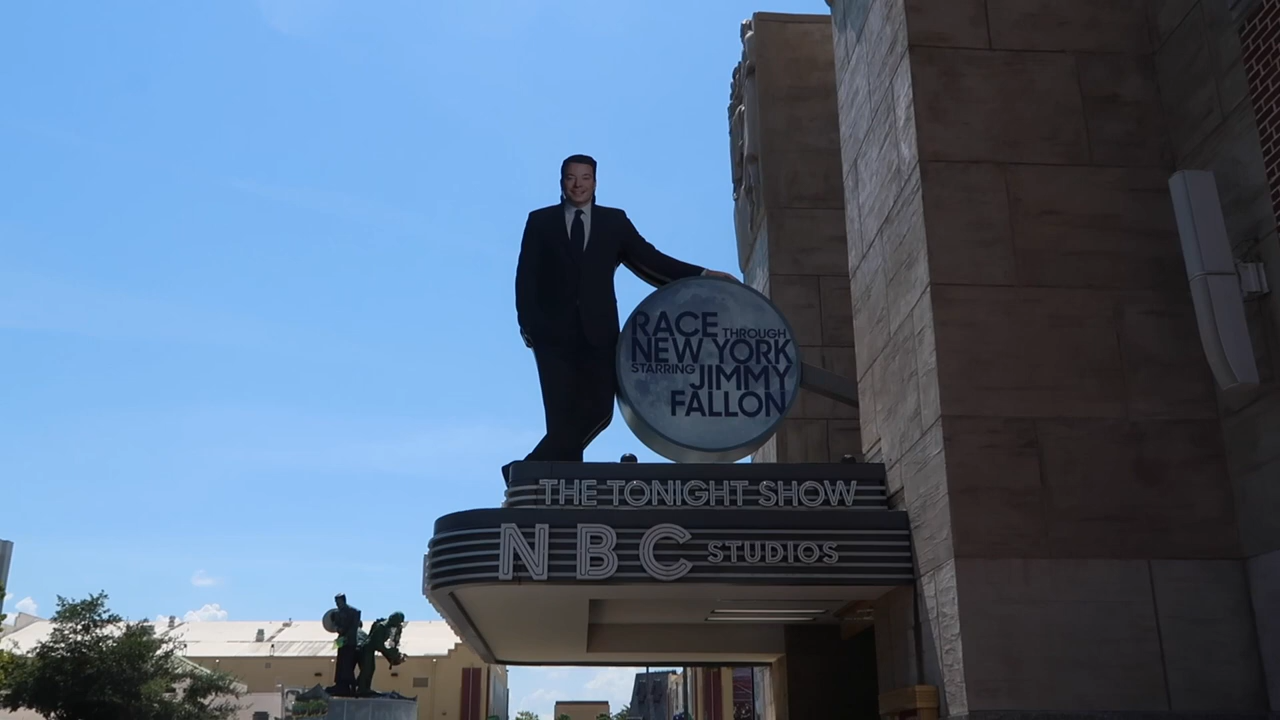 RACE THROUGH
NEW YORK
STARRING JIMMY
FALLON
THE TONIGHT SHOW
NBC STUDIOS